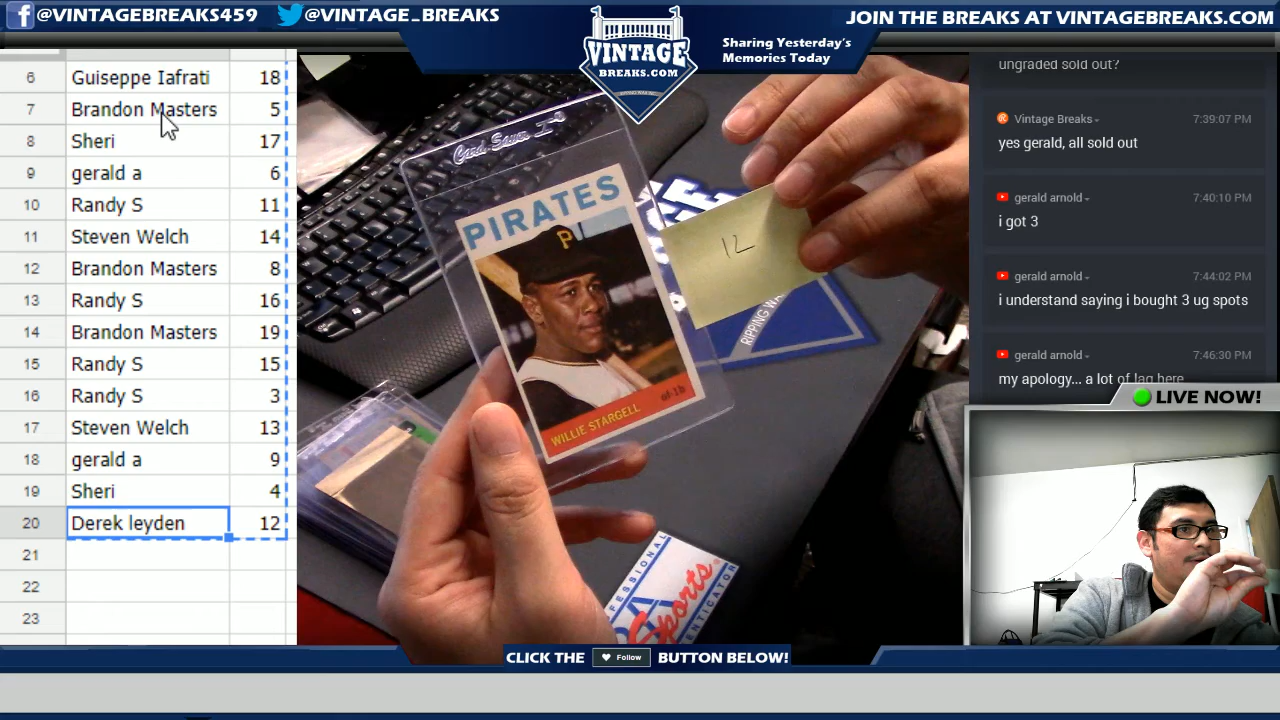 @VINTAGEBREAKS459
@VINTAGE_BREAKS
VINTAGE
BREAKS.COM
Sharing Yesterday's
Memories Today
JOIN THE BREAKS AT VINTAGEBREAKS.COM
6 Guiseppe Iafrati 18
7 Brandon Masters 5
8 Sheri 17
9 gerald a 6
10 Randy S 11
11 Steven Welch 14
12 Brandon Masters 8
13 Randy S 16
14 Brandon Masters 19
15 Randy S 15
16 Randy S 3
17 Steven Welch 13
18 gerald a 9
19 Sheri 4
20 Derek leyden 12
21
22
23
Card Saver I
PIRATES
P
WILLIE STARGELL
of-1b
12
RIPPING WA
Sports
ungraded sold out?
Vintage Breaks 7:39:07 PM
yes gerald, all sold out
gerald arnold 7:40:10 PM
i got 3
gerald arnold 7:44:02 PM
i understand saying i bought 3 ug spots
gerald arnold 7:46:30 PM
my apology... a lot of lag here
LIVE NOW!
CLICK THE Follow BUTTON BELOW!